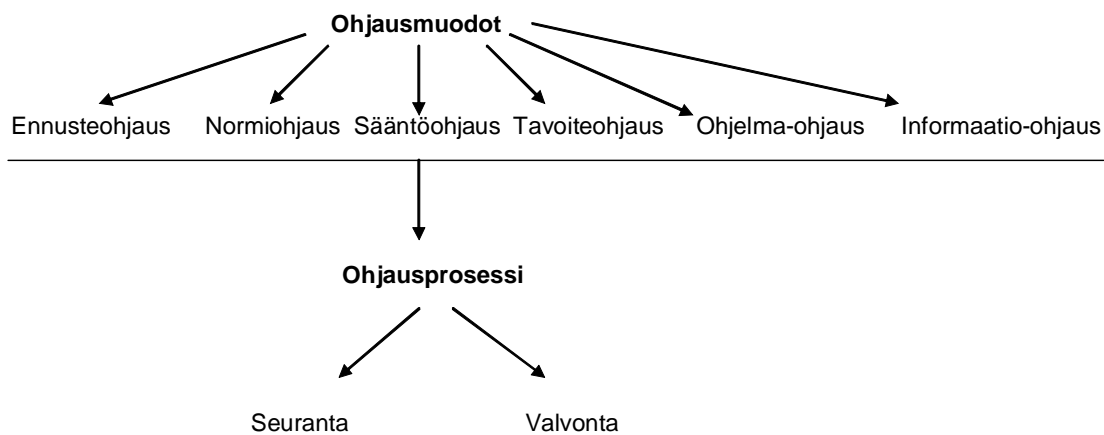 Ohjausmuodot
Ennusteohjaus Normiohjaus Sääntöohjaus Tavoiteohjaus Ohjelma-ohjaus Informaatio-ohjaus
Ohjausprosessi
Seuranta Valvonta